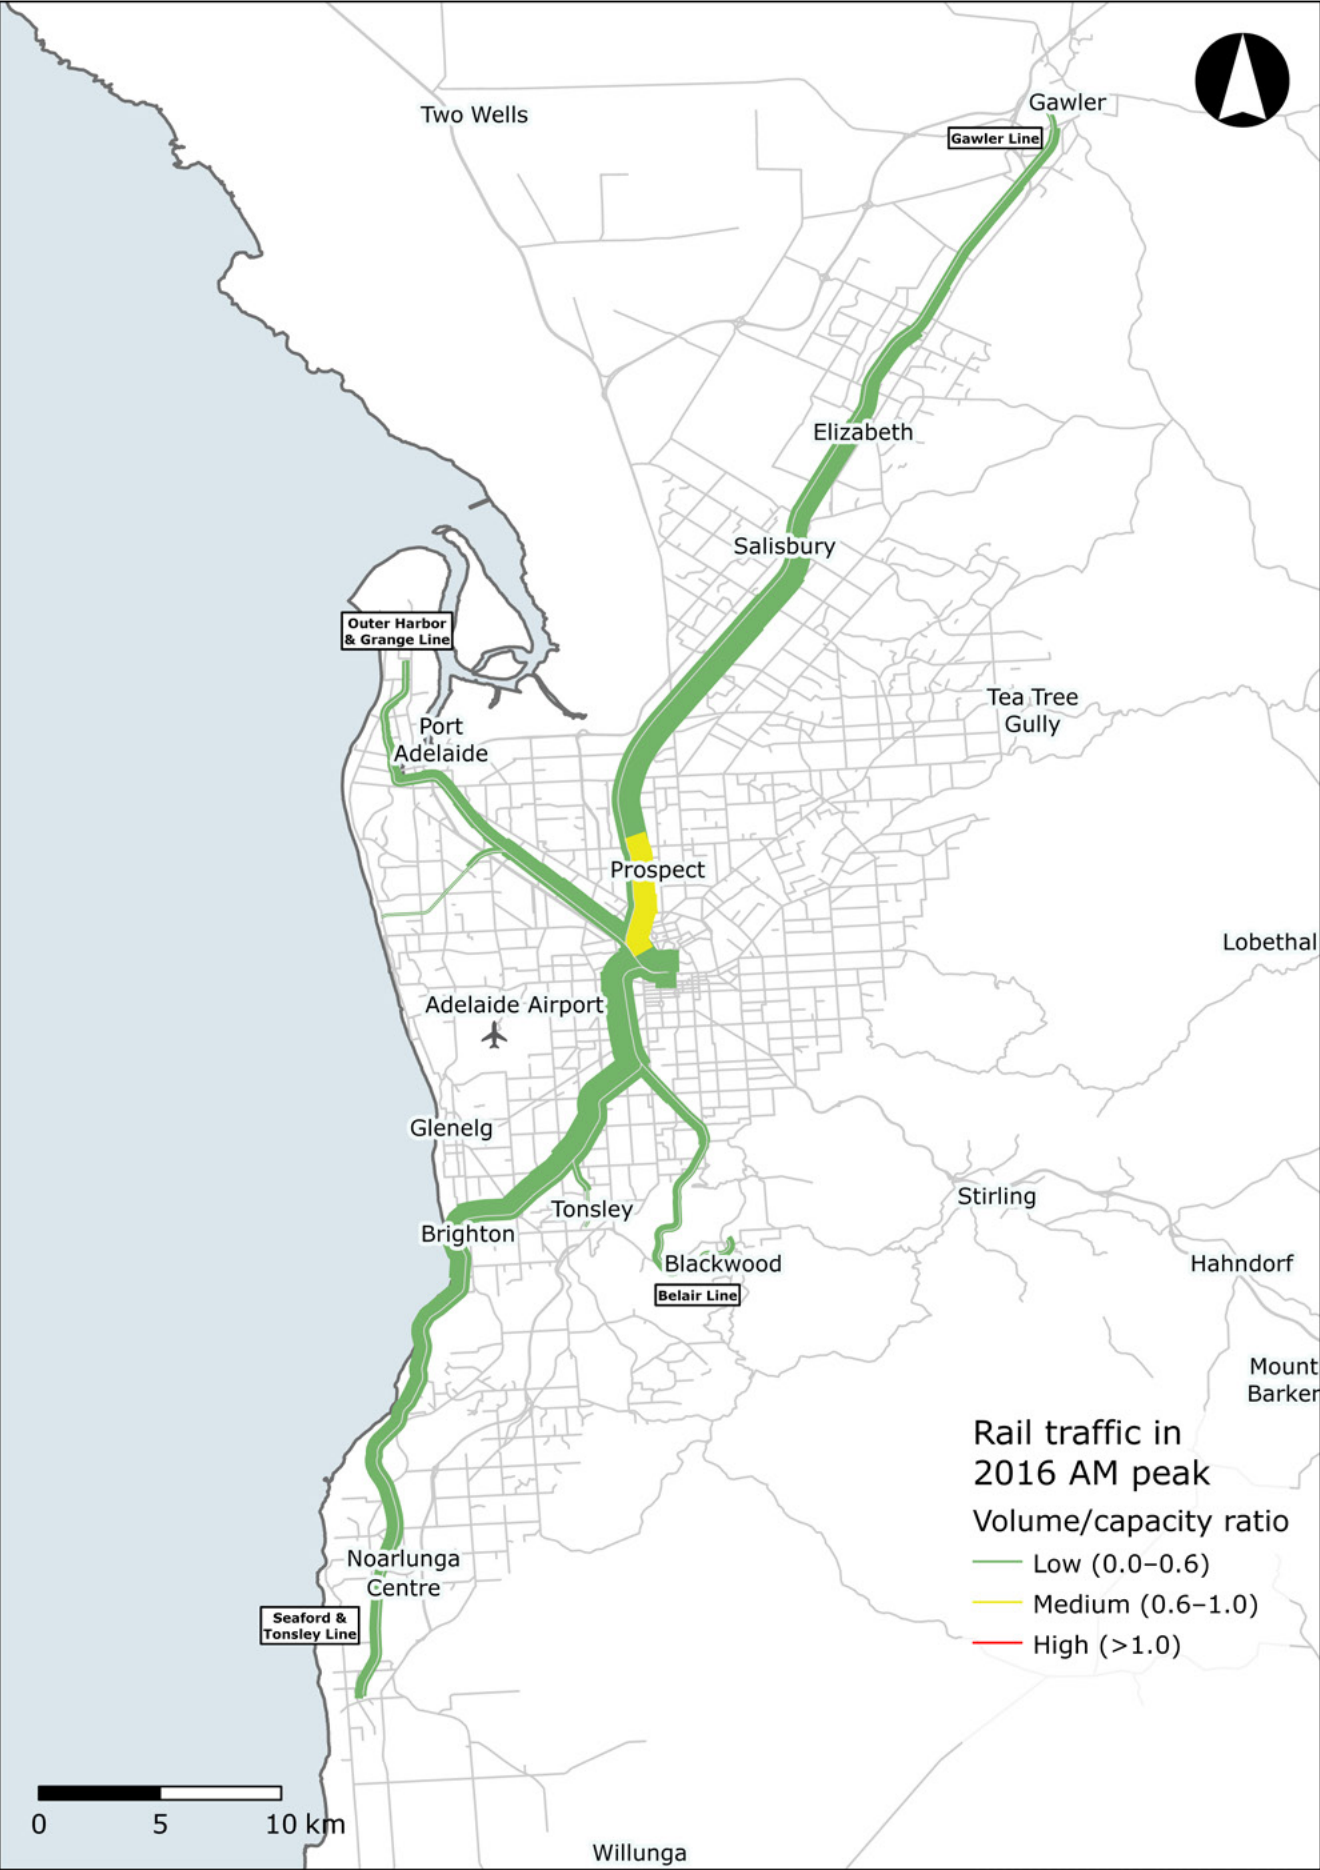 Gawler
Two Wells
Gawler Line
Elizabeth
Salisbury
Outer Harbor
& Grange Line
Tea Tree
Gully
Port
Adelaide
Prospect
Lobethal
Adelaide Airport
Glenelg
Stirling
Tonsley
Brighton
Blackwood
Hahndorf
Belair Line
Mount
Barker
Rail traffic in
2016 AM peak
Volume/capacity ratio
Low (0.0–0.6)
Medium (0.6–1.0)
High (>1.0)
Noarlunga
Centre
Seaford &
Tonsley Line
0 5 10 km
Willunga